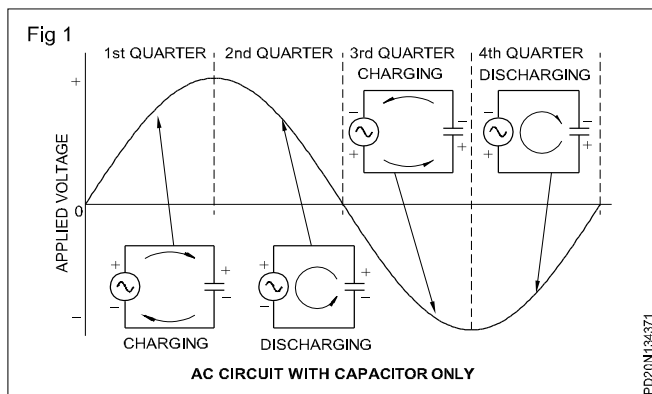 Fig 1
1st QUARTER
2nd QUARTER
3rd QUARTER
CHARGING
4th QUARTER
DISCHARGING
APPLIED VOLTAGE
+
0
−
− +
− +
− +
− +
+ −
+ −
CHARGING
+ −
+ −
DISCHARGING
AC CIRCUIT WITH CAPACITOR ONLY
PD20N134371